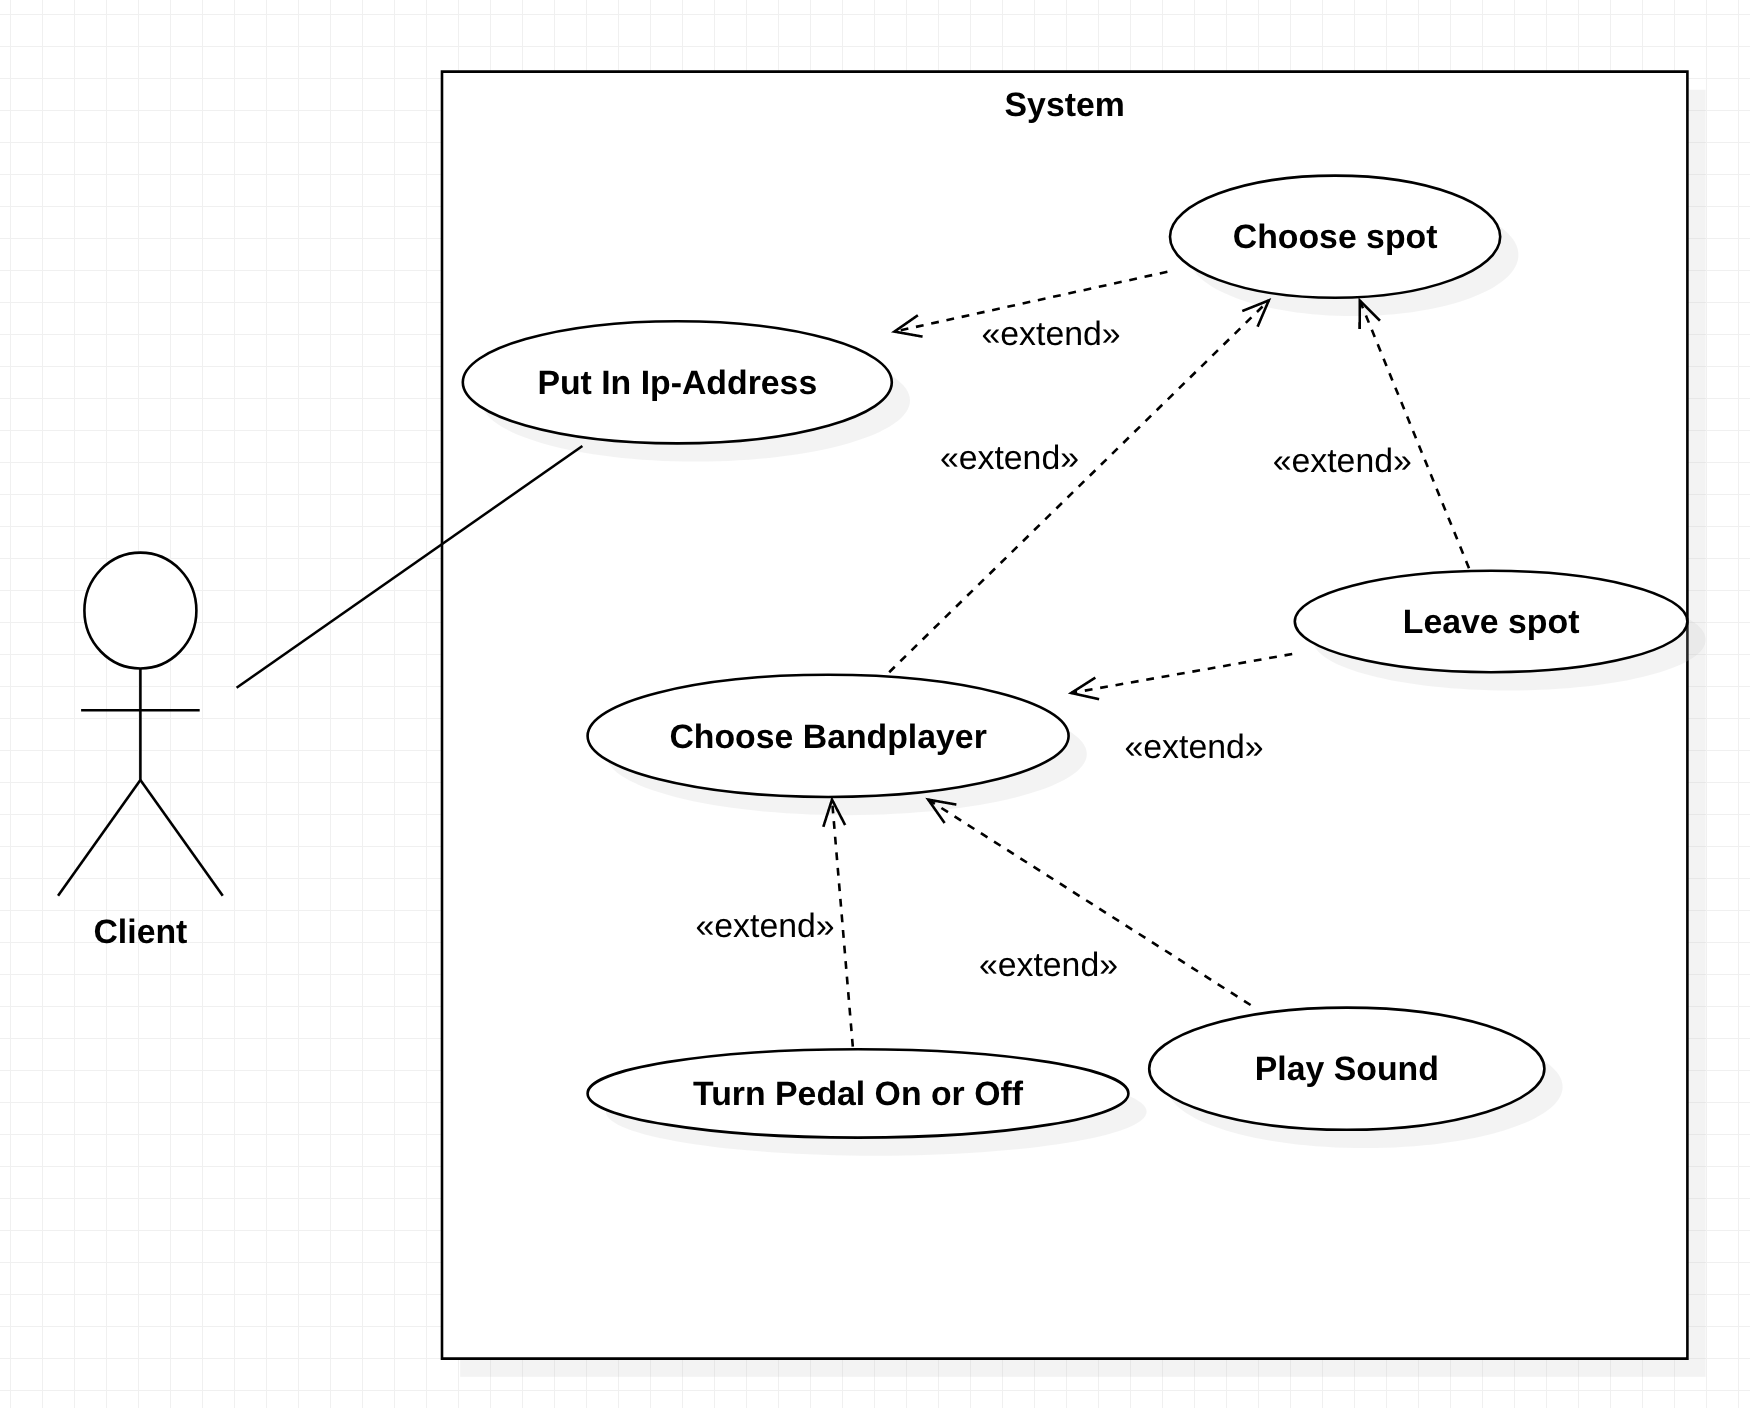 System
Choose spot
«extend»
Put In Ip-Address
«extend»
«extend»
Leave spot
Choose Bandplayer
«extend»
«extend»
Client
«extend»
Play Sound
Turn Pedal On or Off